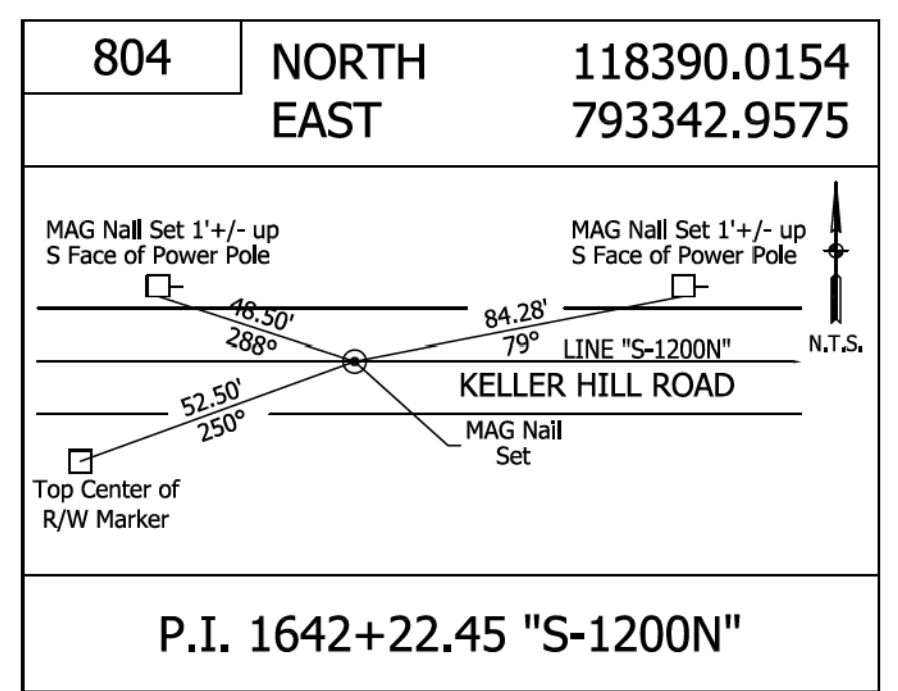 804
NORTH 118390.0154
EAST 793342.9575
MAG Nail Set 1'+/- up
S Face of Power Pole
MAG Nail Set 1'+/- up
S Face of Power Pole
48.50'
288°
84.28'
79°
N.T.S.
LINE "S-1200N"
KELLER HILL ROAD
52.50'
250°
MAG Nail
Set
Top Center of
R/W Marker
P.I. 1642+22.45 "S-1200N"